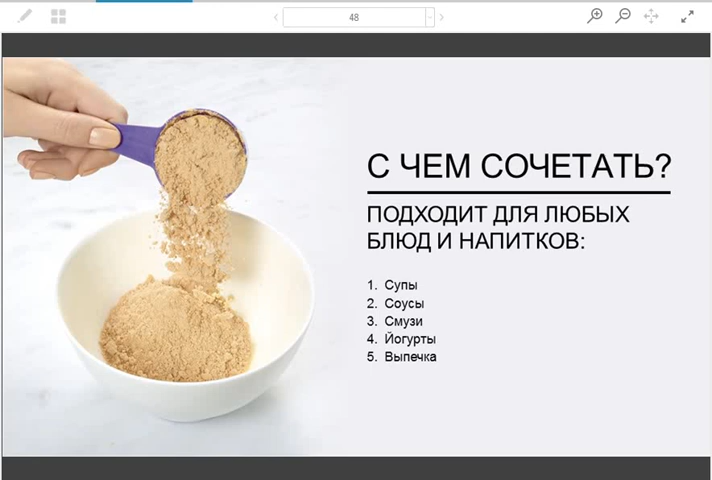 48
С ЧЕМ СОЧЕТАТЬ?
ПОДХОДИТ ДЛЯ ЛЮБЫХ
БЛЮД И НАПИТКОВ:
1. Супы
2. Соусы
3. Смузи
4. Йогурты
5. Выпечка